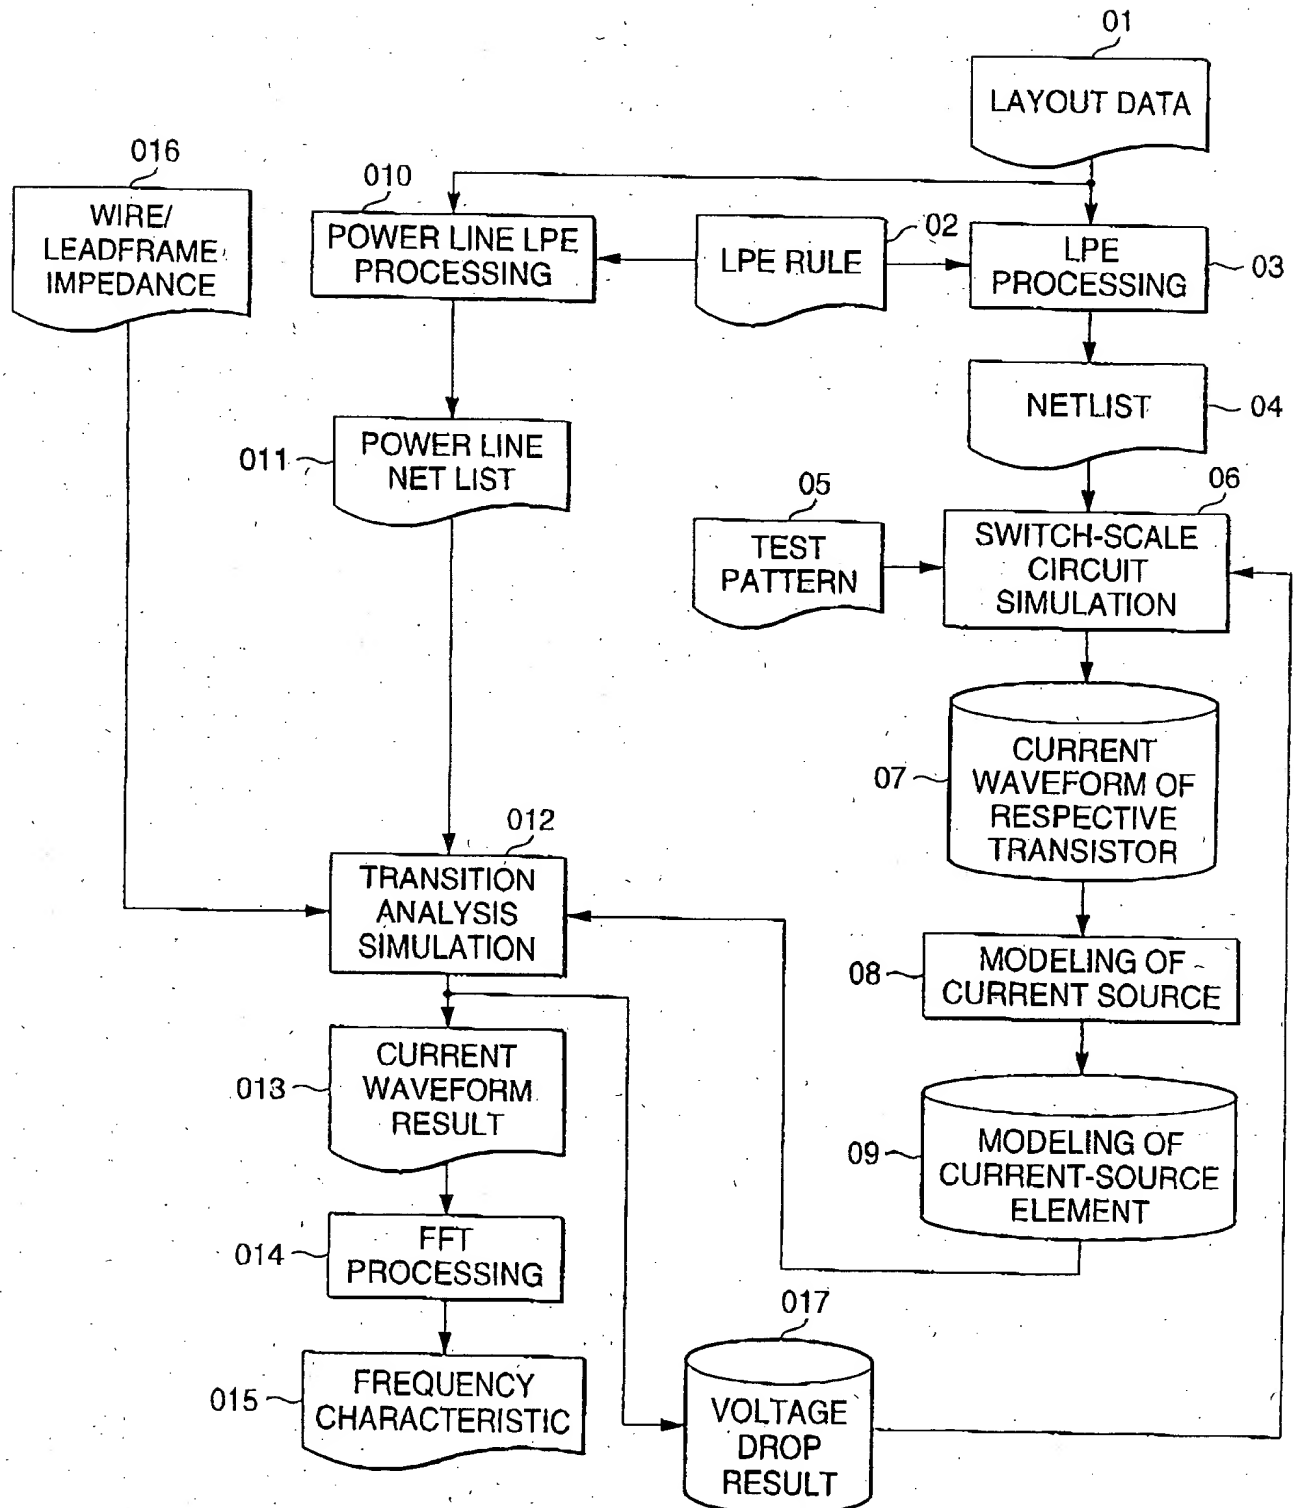 01
LAYOUT DATA
016
WIRE/
LEADFRAME
IMPEDANCE
010
POWER LINE LPE
PROCESSING
02
LPE RULE
LPE
PROCESSING
03
NETLIST
04
011
POWER LINE
NET LIST
05
TEST
PATTERN
06
SWITCH-SCALE
CIRCUIT
SIMULATION
07
CURRENT
WAVEFORM OF
RESPECTIVE
TRANSISTOR
012
TRANSITION
ANALYSIS
SIMULATION
08
MODELING OF
CURRENT SOURCE
013
CURRENT
WAVEFORM
RESULT
09
MODELING OF
CURRENT-SOURCE
ELEMENT
014
FFT
PROCESSING
017
VOLTAGE
DROP
RESULT
015
FREQUENCY
CHARACTERISTIC